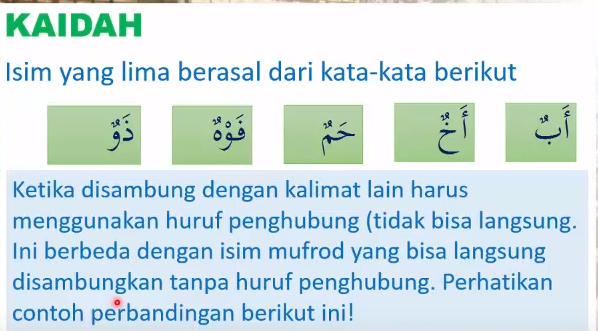 KAIDAH
Isim yang lima berasal dari kata-kata berikut
أَبٌ أَخٌ حَمٌ فَوْهٌ ذَوٌ
Ketika disambung dengan kalimat lain harus
menggunakan huruf penghubung (tidak bisa langsung.
Ini berbeda dengan isim mufrod yang bisa langsung
disambungkan tanpa huruf penghubung. Perhatikan
contoh perbandingan berikut ini!